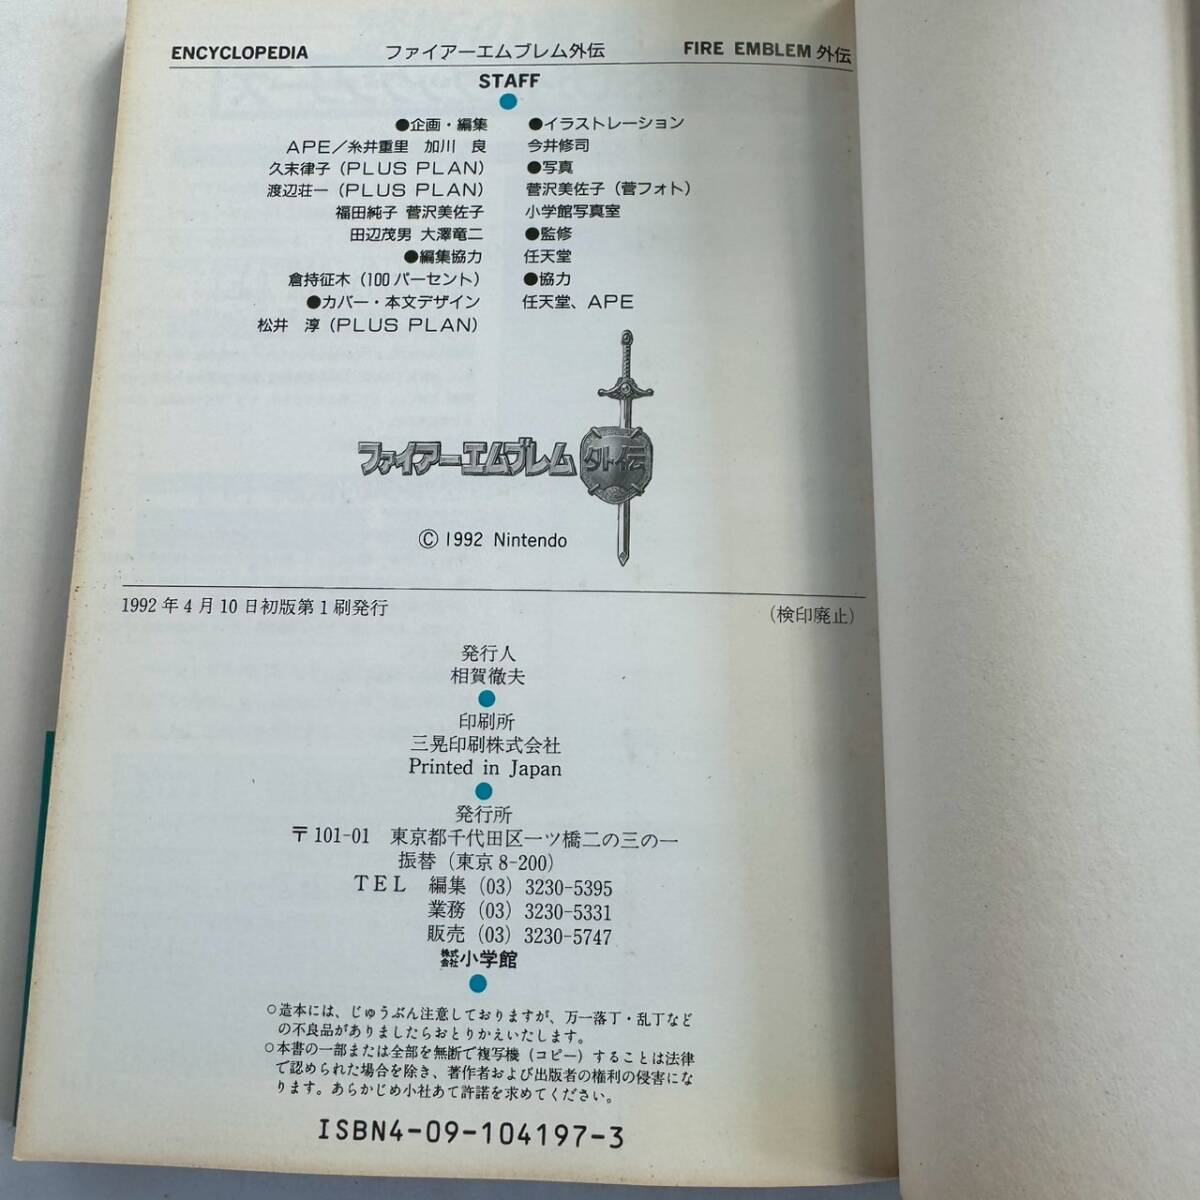 ENCYCLOPEDIA ファイアーエムブレム外伝 FIRE EMBLEM 外伝
STAFF
●企画・編集
APE／糸井重里 加川 良
久末律子（PLUS PLAN）
渡辺荘一（PLUS PLAN）
福田純子 菅沢美佐子
田辺茂男 大澤竜二
●編集協力
倉持征木（100パーセント）
●カバー・本文デザイン
松井 淳（PLUS PLAN）
●イラストレーション
今井修司
●写真
菅沢美佐子（菅フォト）
小学館写真室
●監修
任天堂
●協力
任天堂、APE
ファイアーエムブレム 外伝
© 1992 Nintendo
1992年4月10日初版第1刷発行 （検印廃止）
発行人
相賀徹夫
印刷所
三晃印刷株式会社
Printed in Japan
発行所
〒101-01 東京都千代田区一ツ橋二の三の一
振替（東京8-200）
TEL 編集（03）3230-5395
業務（03）3230-5331
販売（03）3230-5747
株式会社小学館
○造本には、じゅうぶん注意しておりますが、万一落丁・乱丁など
の不良品がありましたらおとりかえいたします。
○本書の一部または全部を無断で複写機（コピー）することは法律
で認められた場合を除き、著作者および出版者の権利の侵害にな
ります。あらかじめ小社あて許諾を求めてください。
ISBN4-09-104197-3